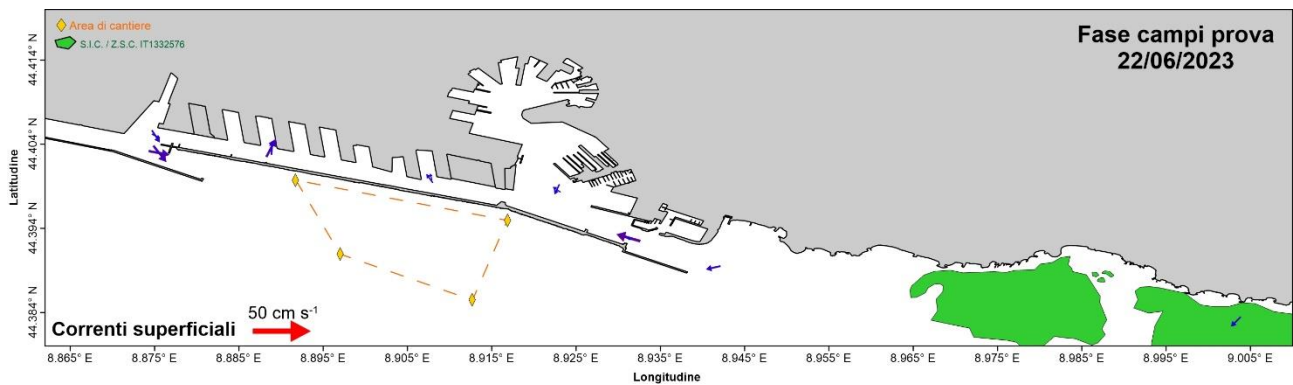 Area di cantiere
S.I.C. / Z.S.C. IT1332576
Fase campi prova
22/06/2023
44.414° N
44.404° N
44.394° N
44.384° N
Latitudine
Correnti superficiali
50 cm s⁻¹
8.865° E 8.875° E 8.885° E 8.895° E 8.905° E 8.915° E 8.925° E 8.935° E 8.945° E 8.955° E 8.965° E 8.975° E 8.985° E 8.995° E 9.005° E
Longitudine